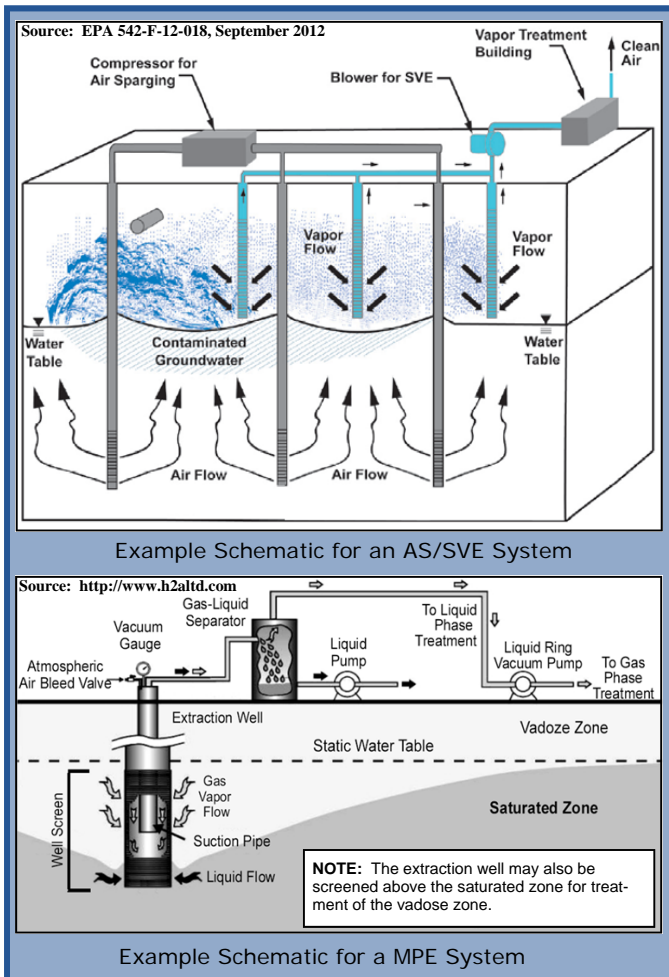 Source: EPA 542-F-12-018, September 2012
Vapor Treatment
Building
Clean
Air
Compressor for
Air Sparging
Blower for SVE
Vapor
Flow
Vapor
Flow
Water
Table
Contaminated
Groundwater
Water
Table
Air Flow
Air Flow
Example Schematic for an AS/SVE System
Source: http://www.h2altd.com
Gas-Liquid
Separator
To Liquid
Phase
Treatment
Vacuum
Gauge
Liquid
Pump
Liquid Ring
Vacuum Pump
Atmospheric
Air Bleed Valve
To Gas
Phase
Treatment
Extraction Well
Vadoze Zone
Static Water Table
Gas
Vapor
Flow
Well Screen
Saturated Zone
Suction Pipe
Liquid Flow
NOTE: The extraction well may also be
screened above the saturated zone for treat-
ment of the vadose zone.
Example Schematic for a MPE System